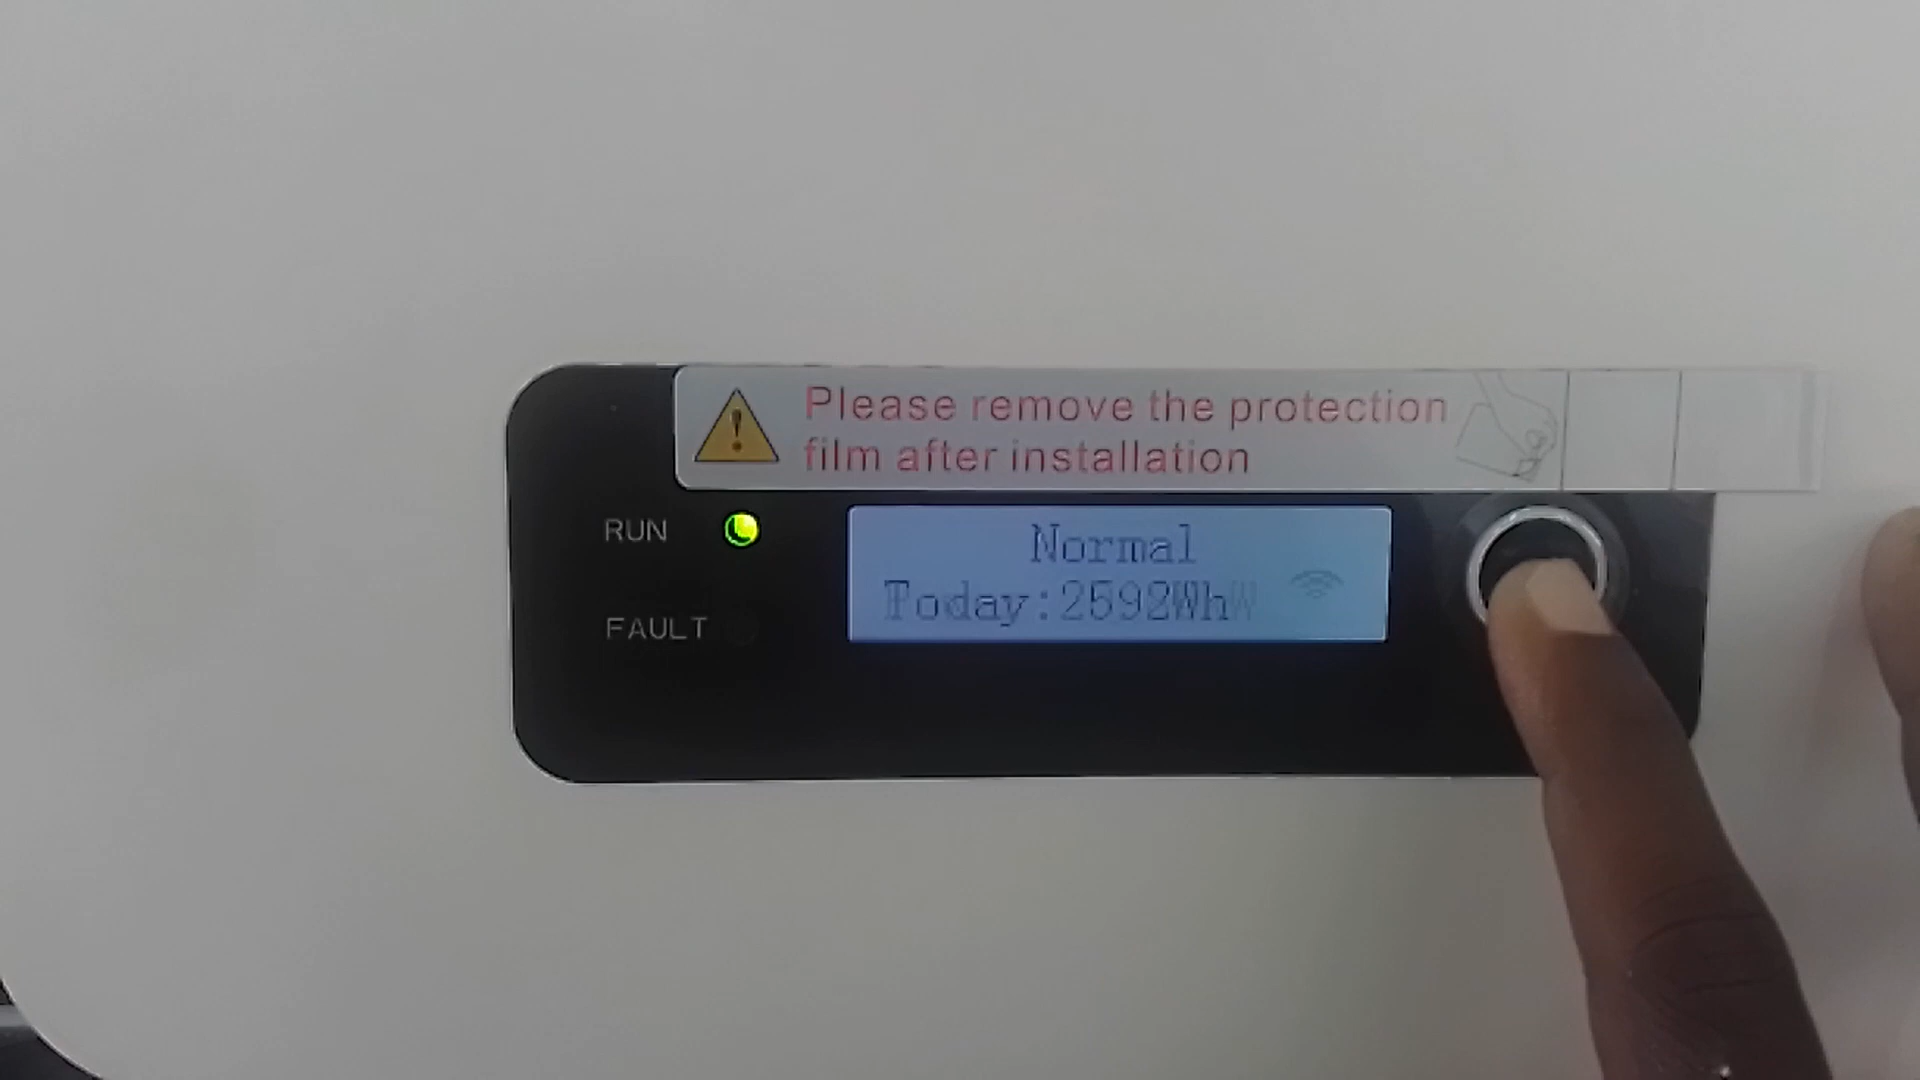 Please remove the protection
film after installation
RUN
Normal
Today:2592Wh
FAULT